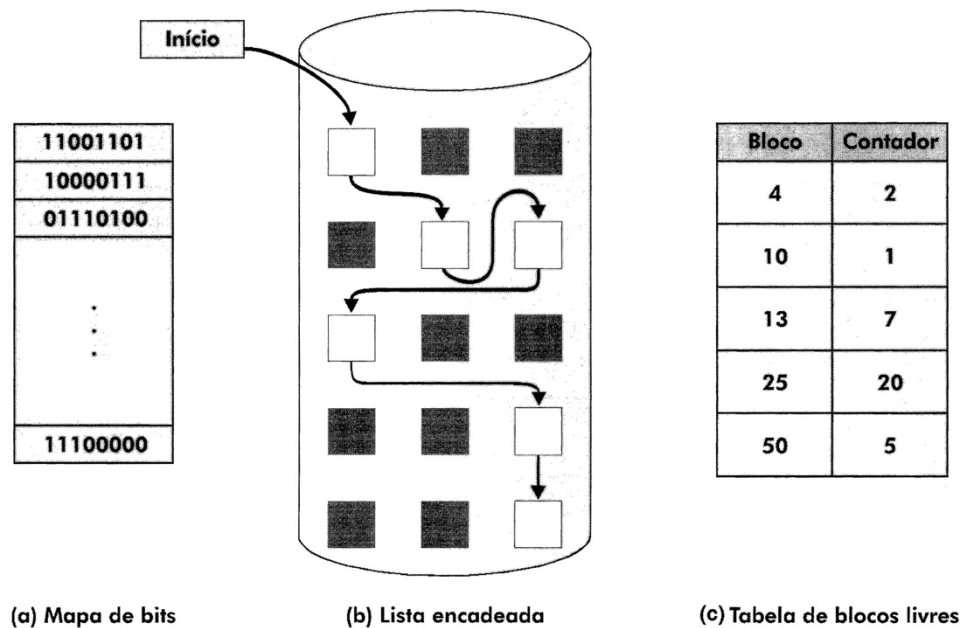 Início
11001101
10000111
01110100
11100000
Bloco Contador
4 2
10 1
13 7
25 20
50 5
(a) Mapa de bits
(b) Lista encadeada
(c) Tabela de blocos livres